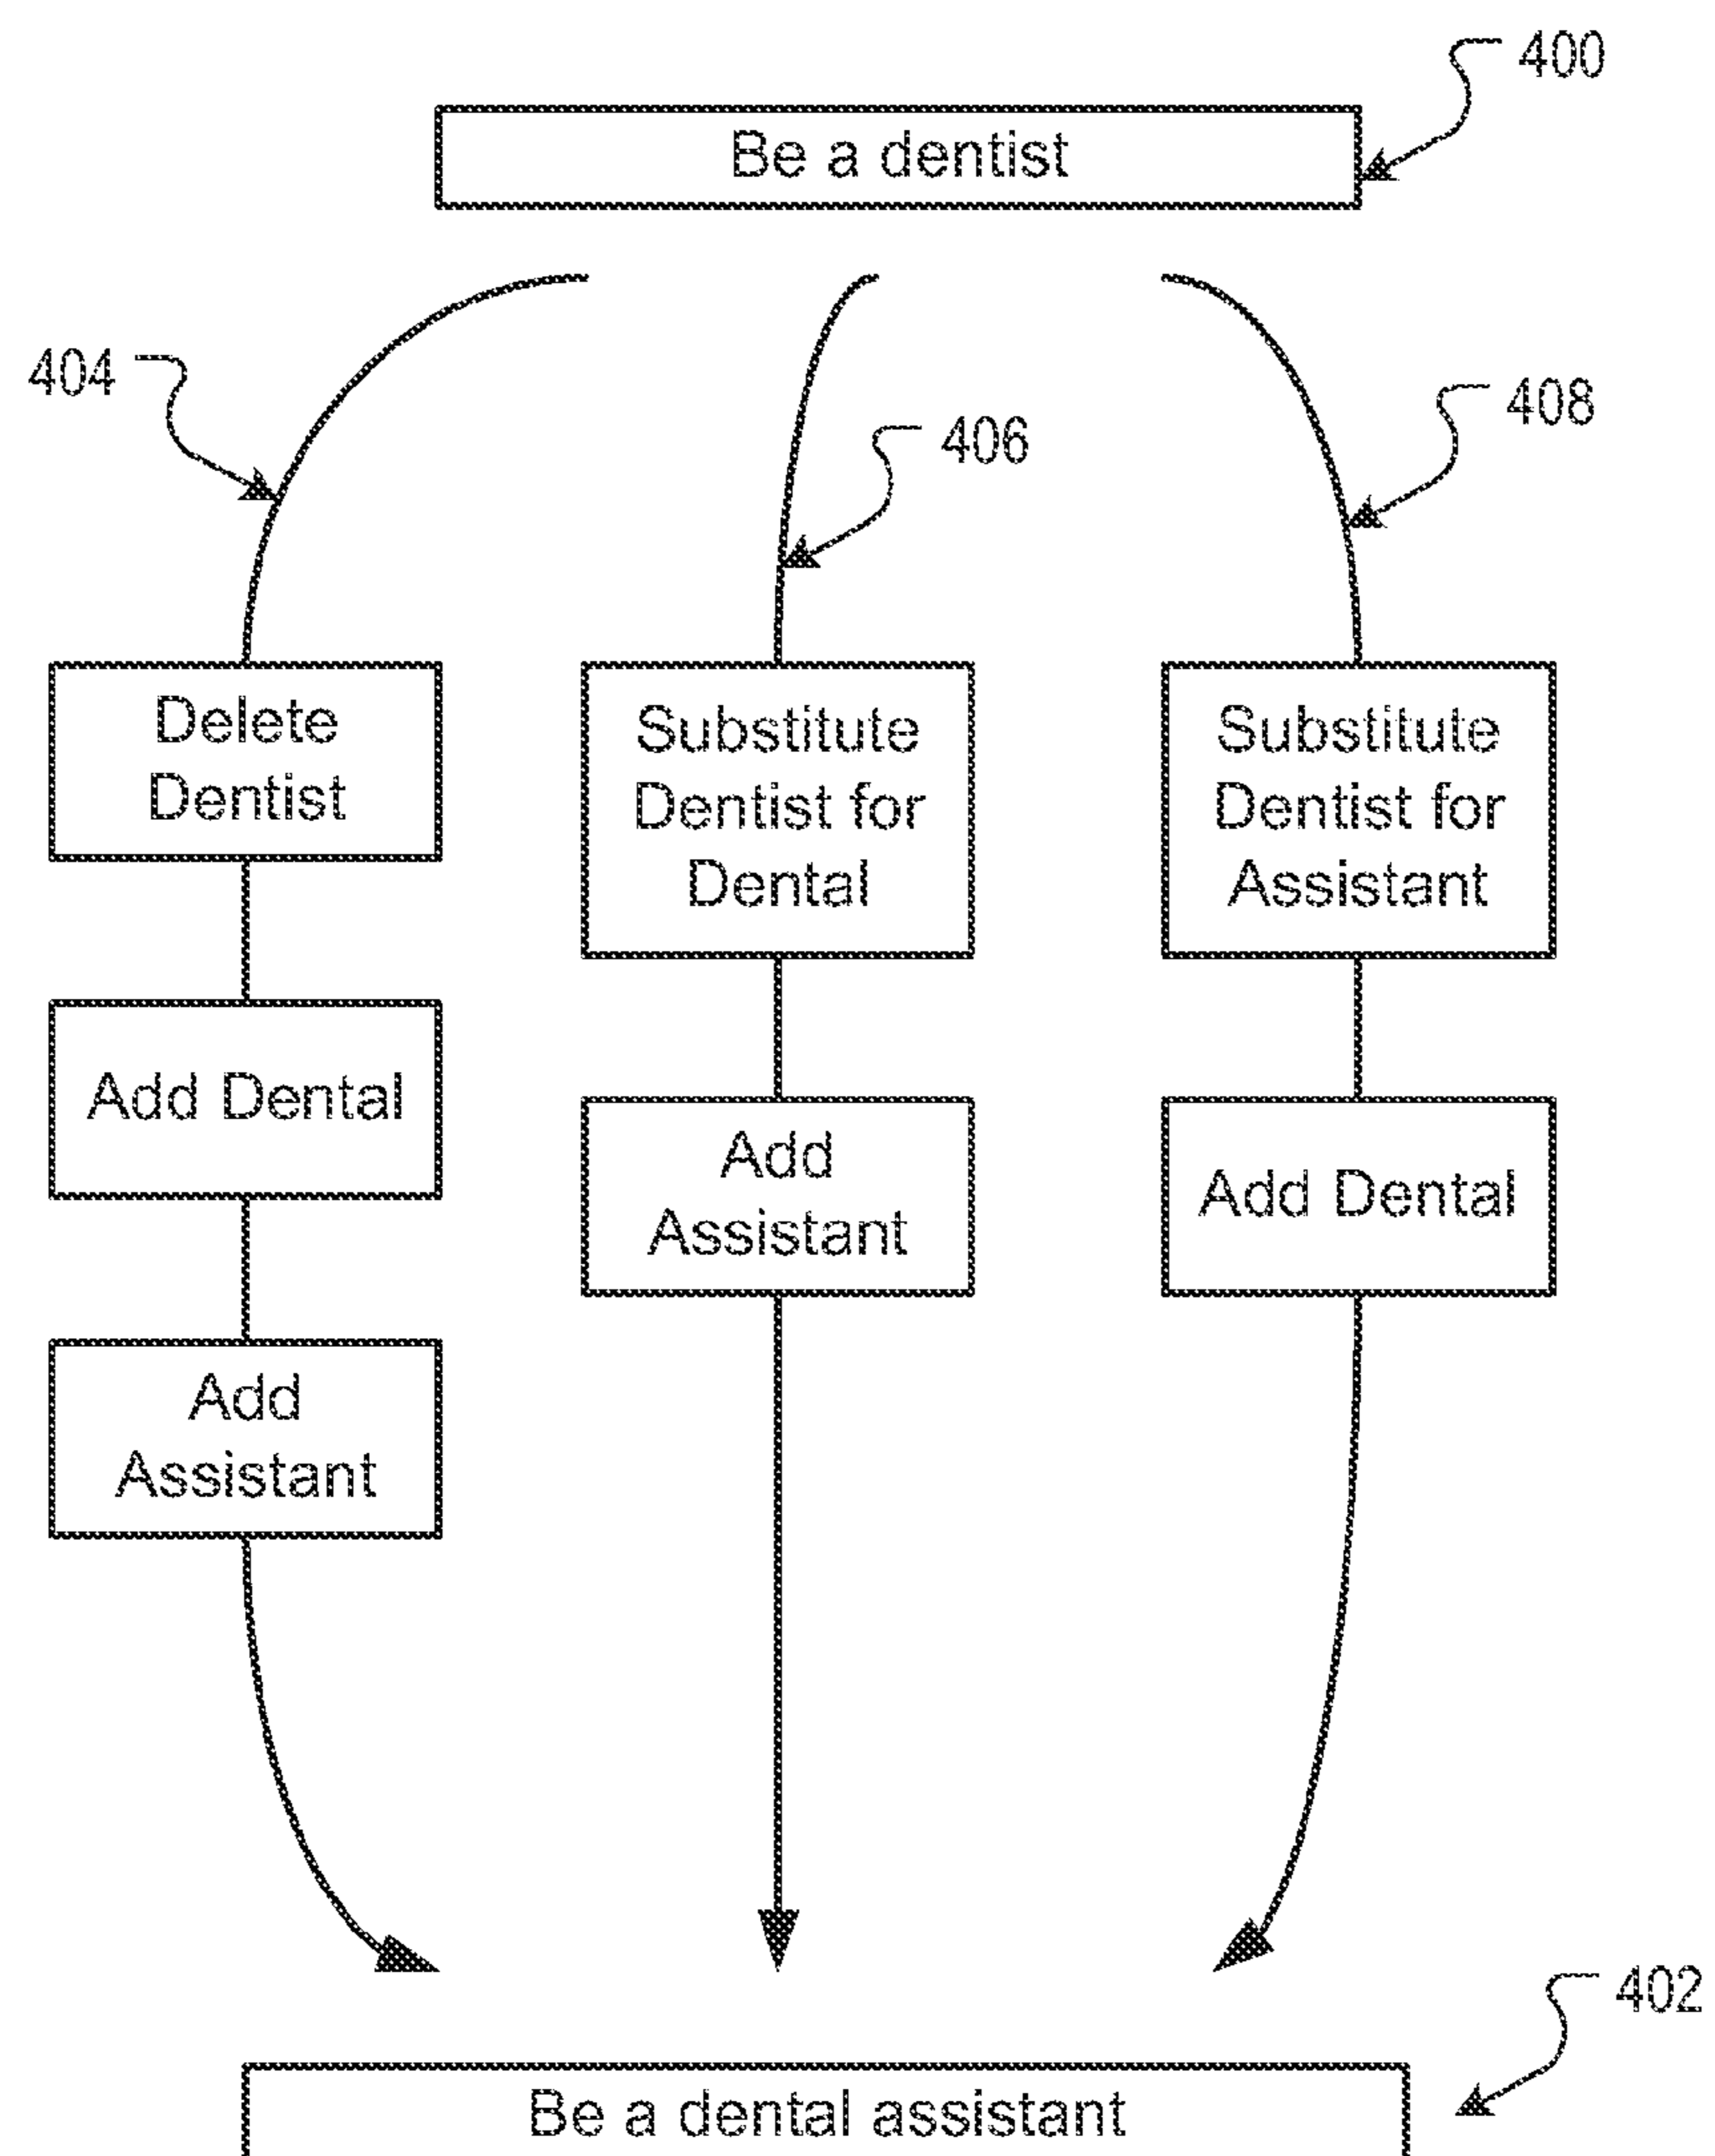 400
Be a dentist
404
408
406
Delete
Dentist
Substitute
Dentist for
Dental
Substitute
Dentist for
Assistant
Add Dental
Add
Assistant
Add Dental
Add
Assistant
402
Be a dental assistant